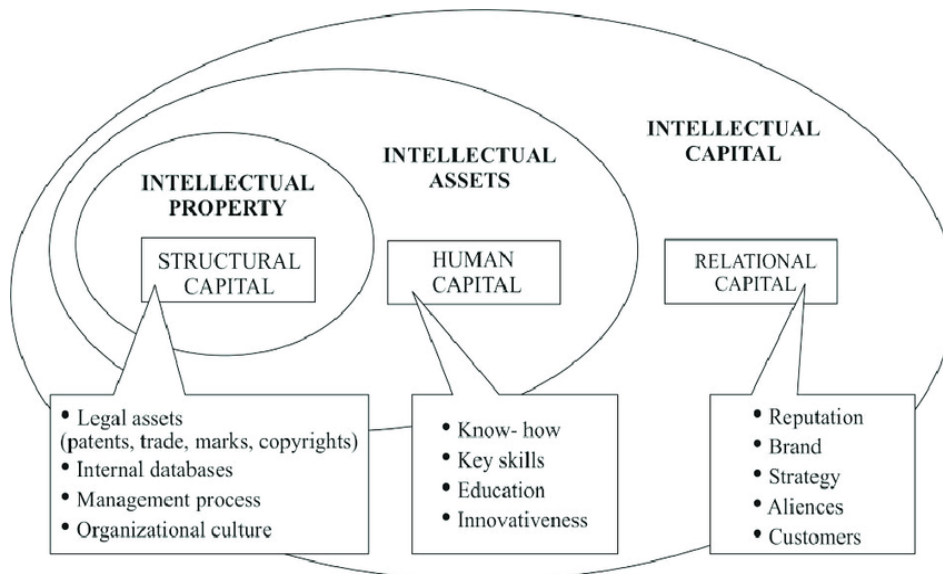 INTELLECTUAL
PROPERTY
STRUCTURAL
CAPITAL
• Legal assets
(patents, trade, marks, copyrights)
• Internal databases
• Management process
• Organizational culture
INTELLECTUAL
ASSETS
HUMAN
CAPITAL
• Know- how
• Key skills
• Education
• Innovativeness
INTELLECTUAL
CAPITAL
RELATIONAL
CAPITAL
• Reputation
• Brand
• Strategy
• Aliences
• Customers